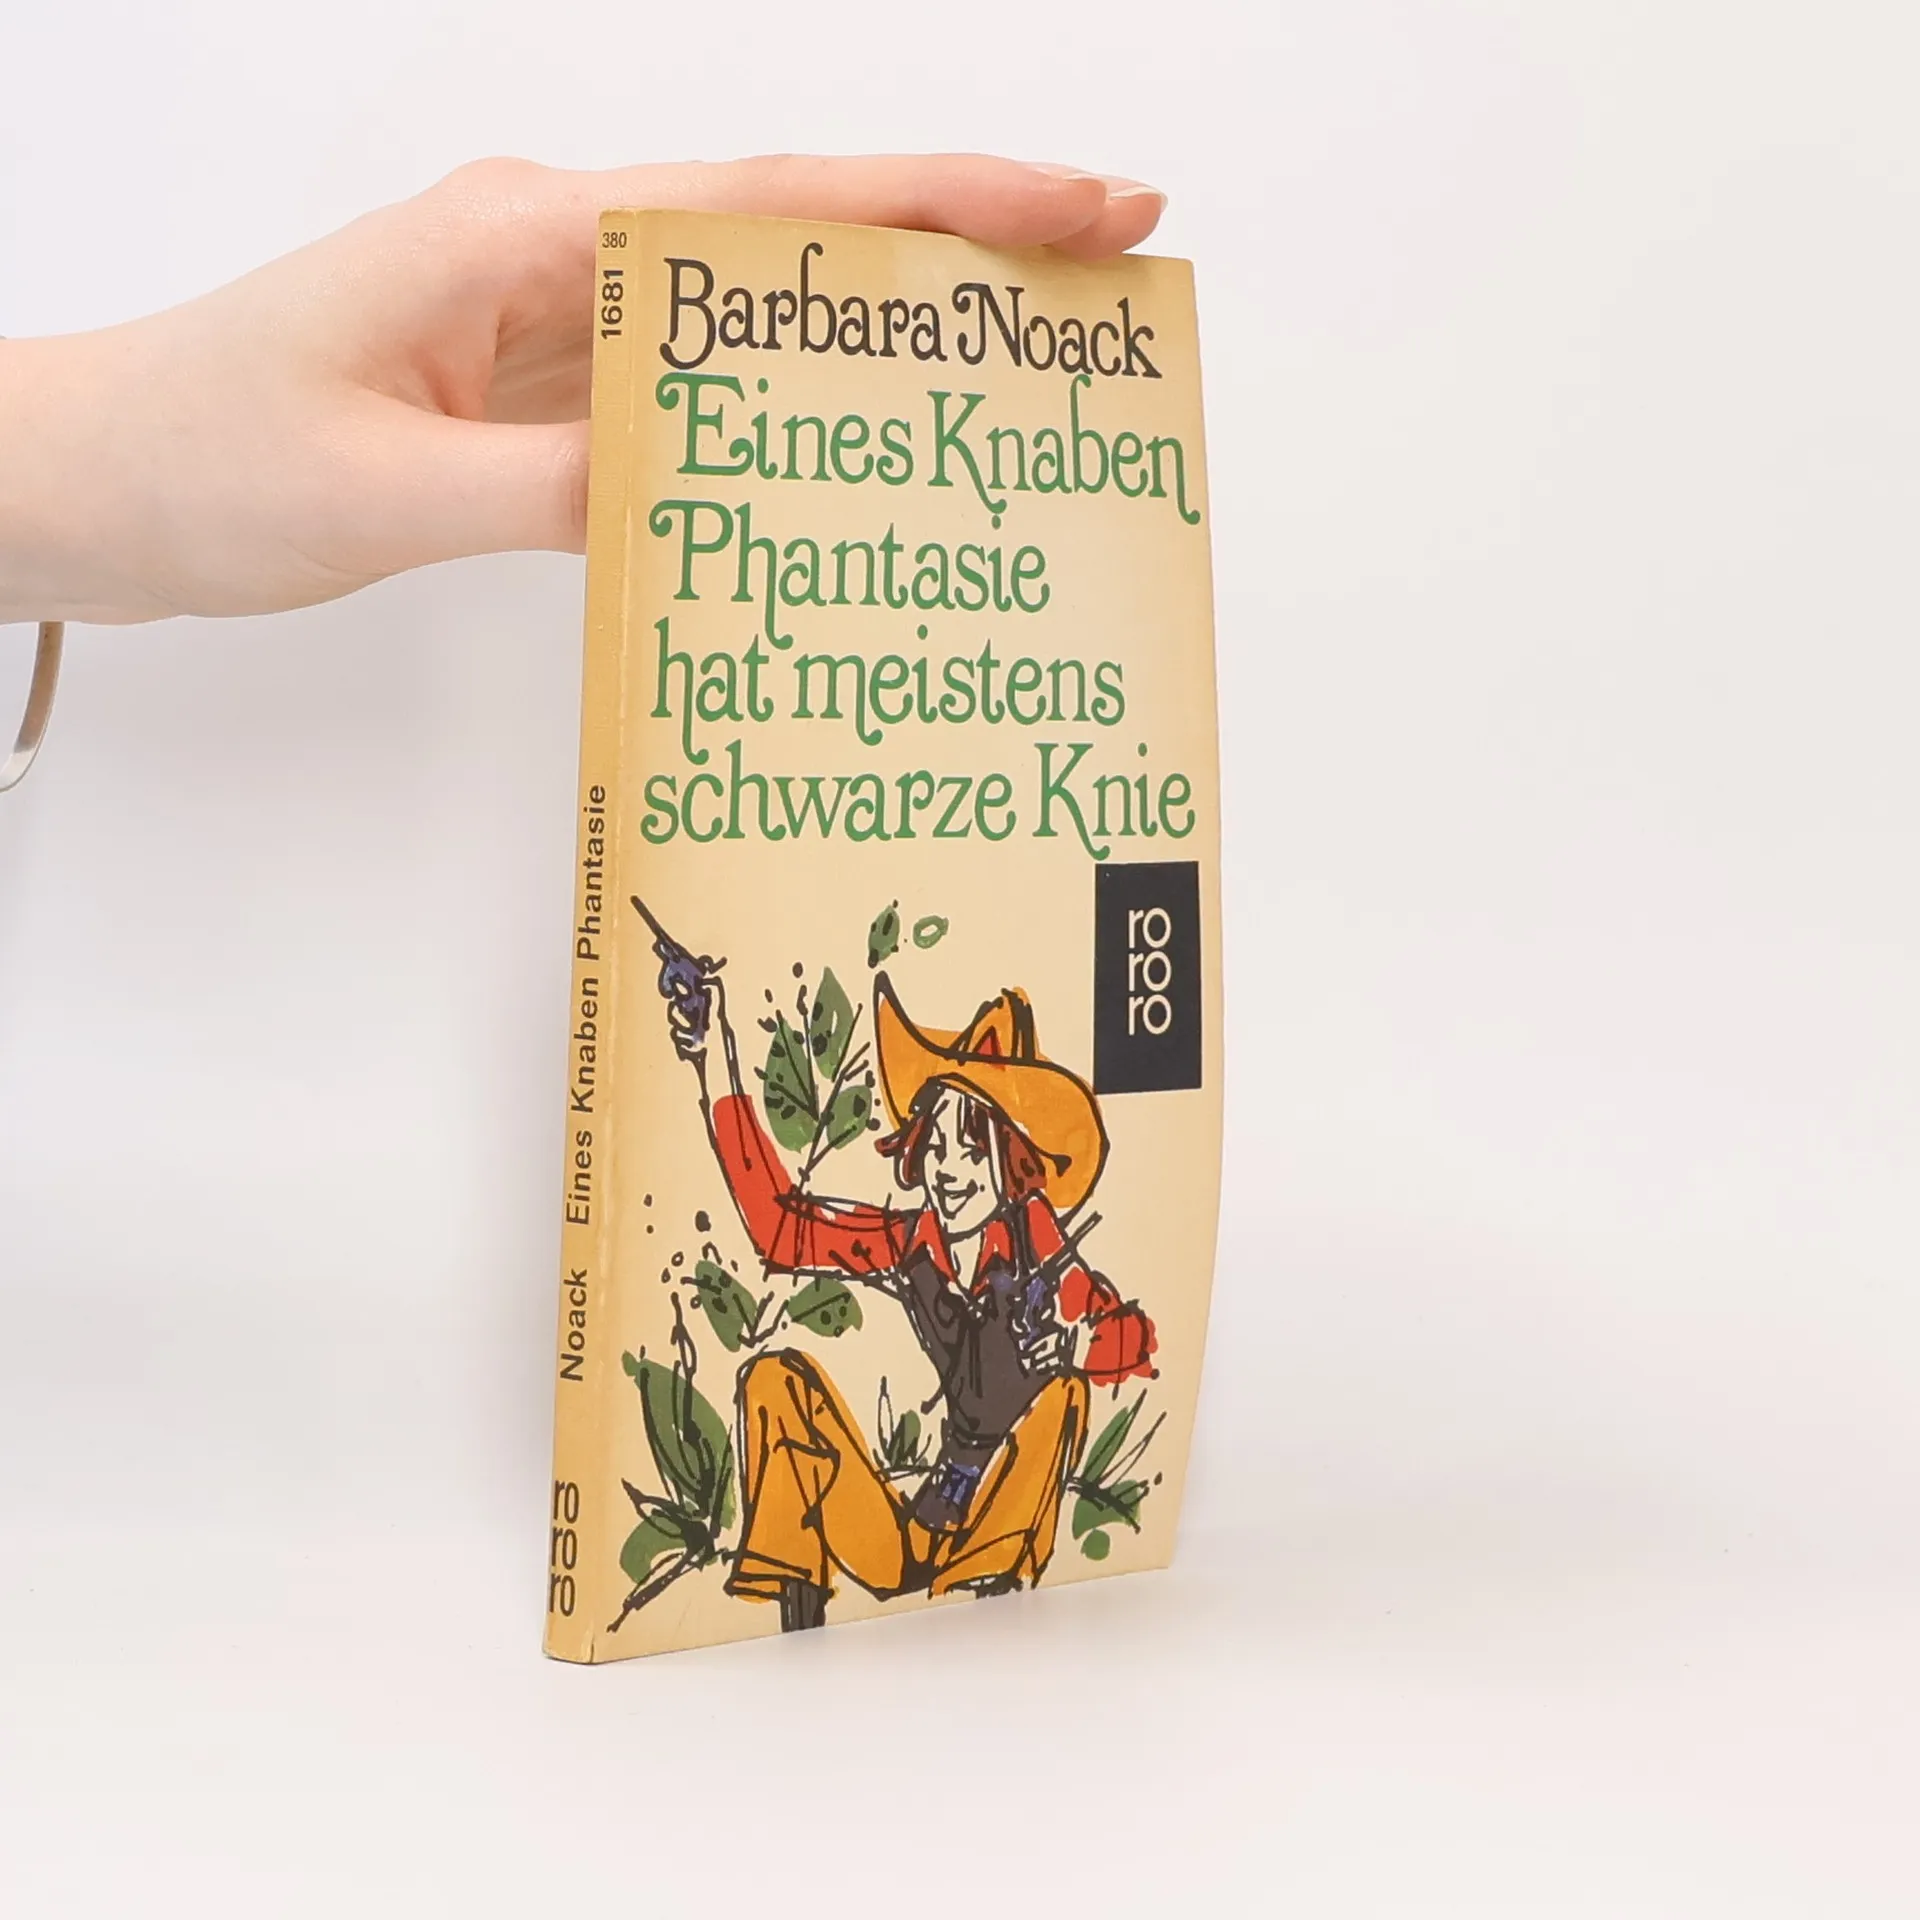 380
1681
Noack Eines Knaben Phantasie
ro
ro
ro
Barbara Noack
Eines Knaben
Phantasie
hat meistens
schwarze Knie
ro
ro
ro